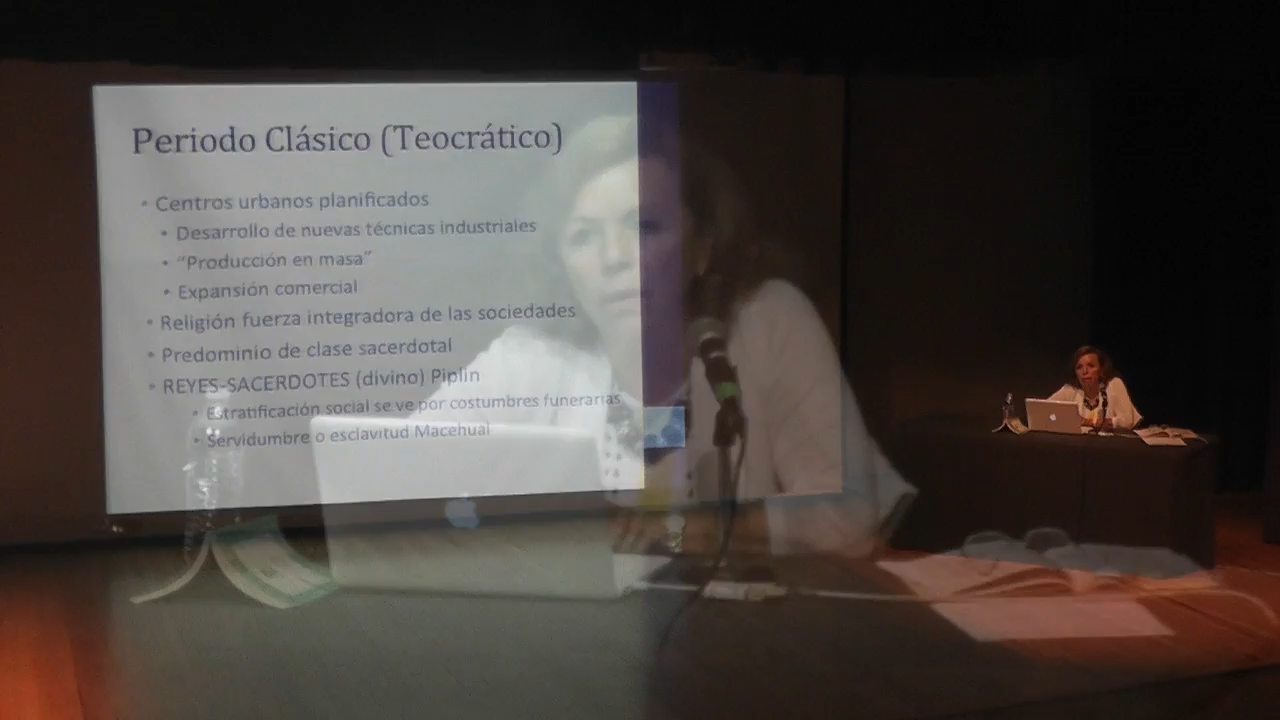 Periodo Clásico (Teocrático)
• Centros urbanos planificados
• Desarrollo de nuevas técnicas industriales
• “Producción en masa”
• Expansión comercial
• Religión fuerza integradora de las sociedades
• Predominio de clase sacerdotal
• REYES-SACERDOTES (divino) Piplin
• Estratificación social se ve por costumbres funerarias
• Servidumbre o esclavitud Macehual